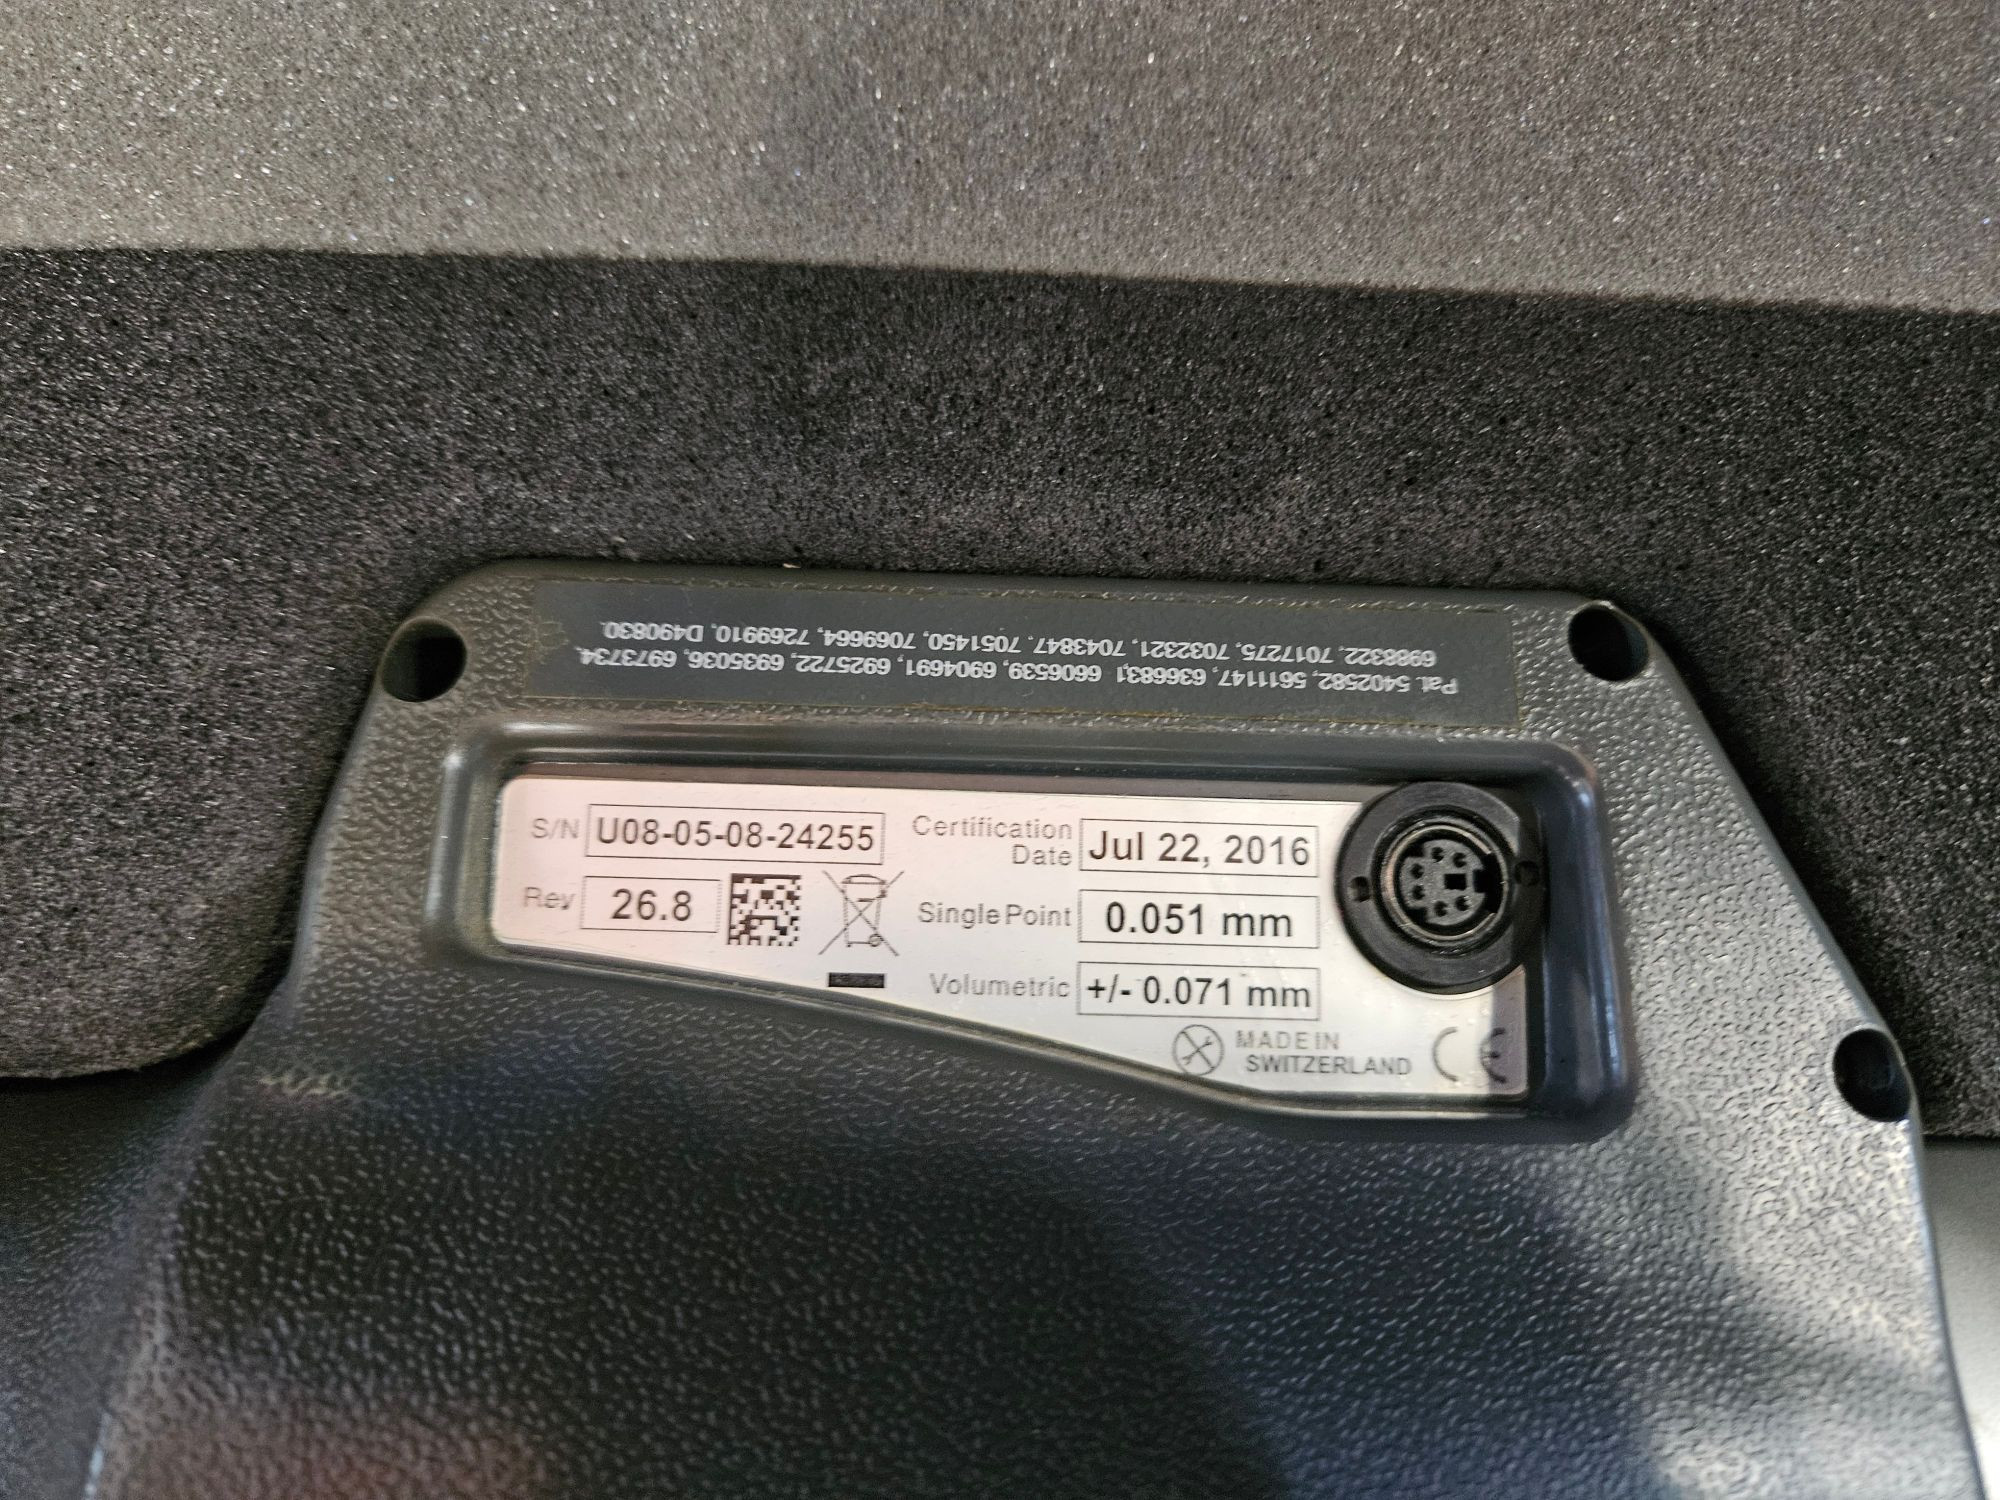 Pat. 5402582, 5611147, 6366831, 6606539, 6904691, 6925722, 6935036, 6973734,
6988322, 7017275, 7032321, 7043847, 7051450, 7069664, 7269910, D490830.
S/N U08-05-08-24255
Rev 26.8
Certification
Date Jul 22, 2016
Single Point 0.051 mm
Volumetric +/- 0.071 mm
MADE IN
SWITZERLAND
CE